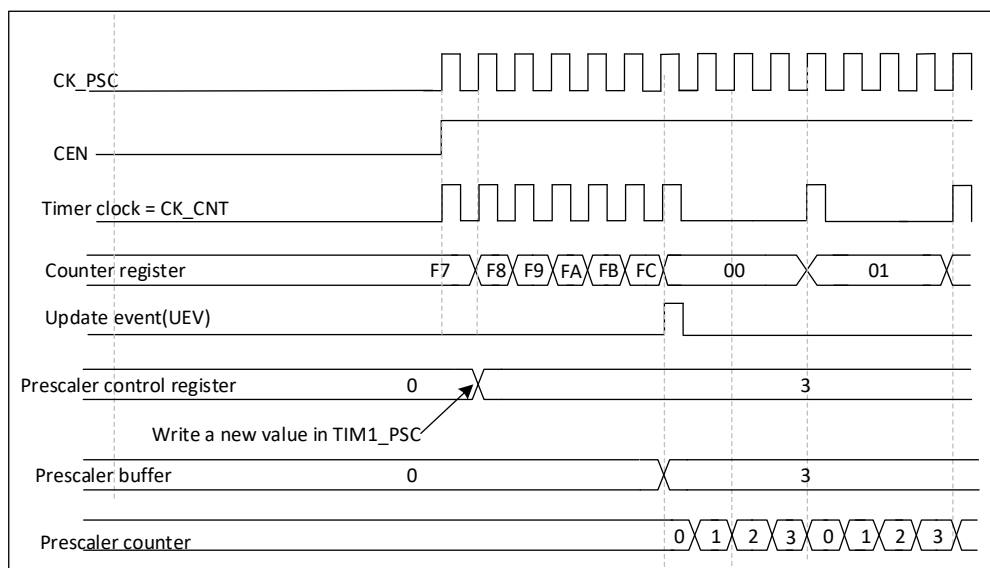 CK_PSC
CEN
Timer clock = CK_CNT
Counter register F7 F8 F9 FA FB FC 00 01
Update event(UEV)
Prescaler control register 0 3
Write a new value in TIM1_PSC
Prescaler buffer 0 3
Prescaler counter 0 1 2 3 0 1 2 3